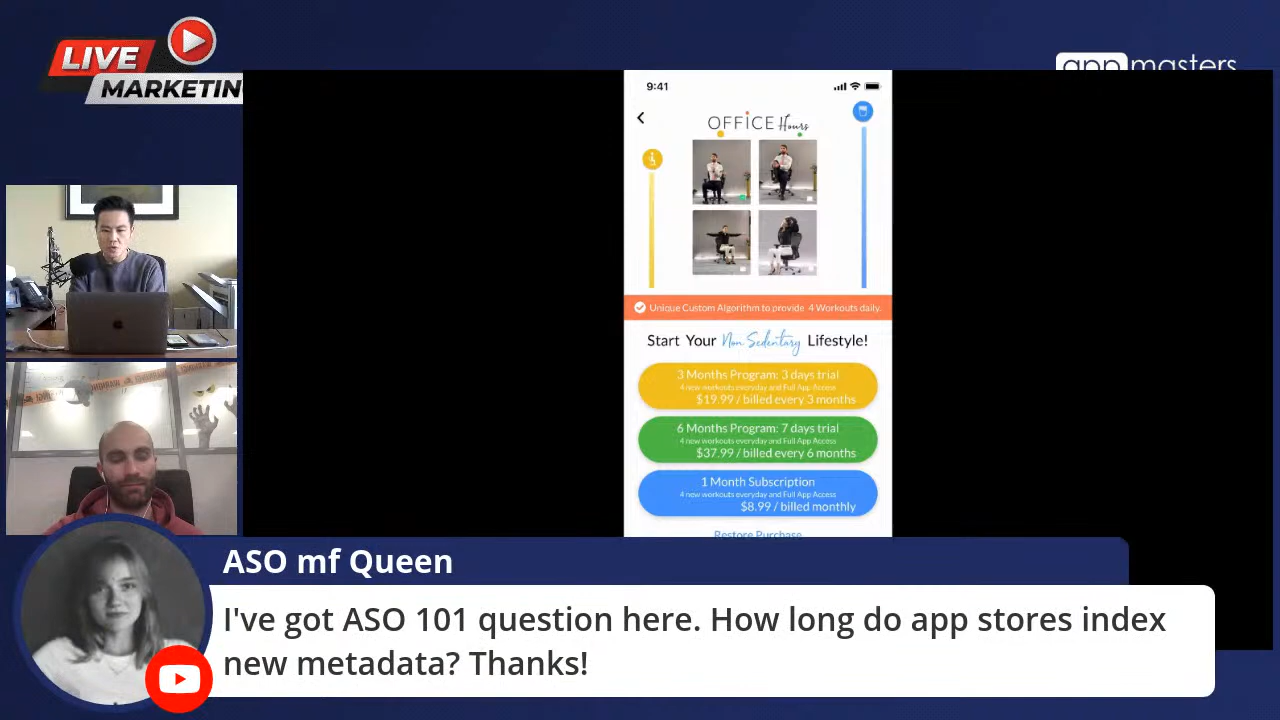 LIVE
MARKETIN
app masters
9:41
OFFiCE Hours
Unique Custom Algorithm to provide 4 Workouts daily.
Start Your Non Sedentary Lifestyle!
3 Months Program: 3 days trial
4 new workouts everyday and Full App Access
$19.99 / billed every 3 months
6 Months Program: 7 days trial
4 new workouts everyday and Full App Access
$37.99 / billed every 6 months
1 Month Subscription
4 new workouts everyday and Full App Access
$8.99 / billed monthly
Restore Purchase
ASO mf Queen
I've got ASO 101 question here. How long do app stores index
new metadata? Thanks!